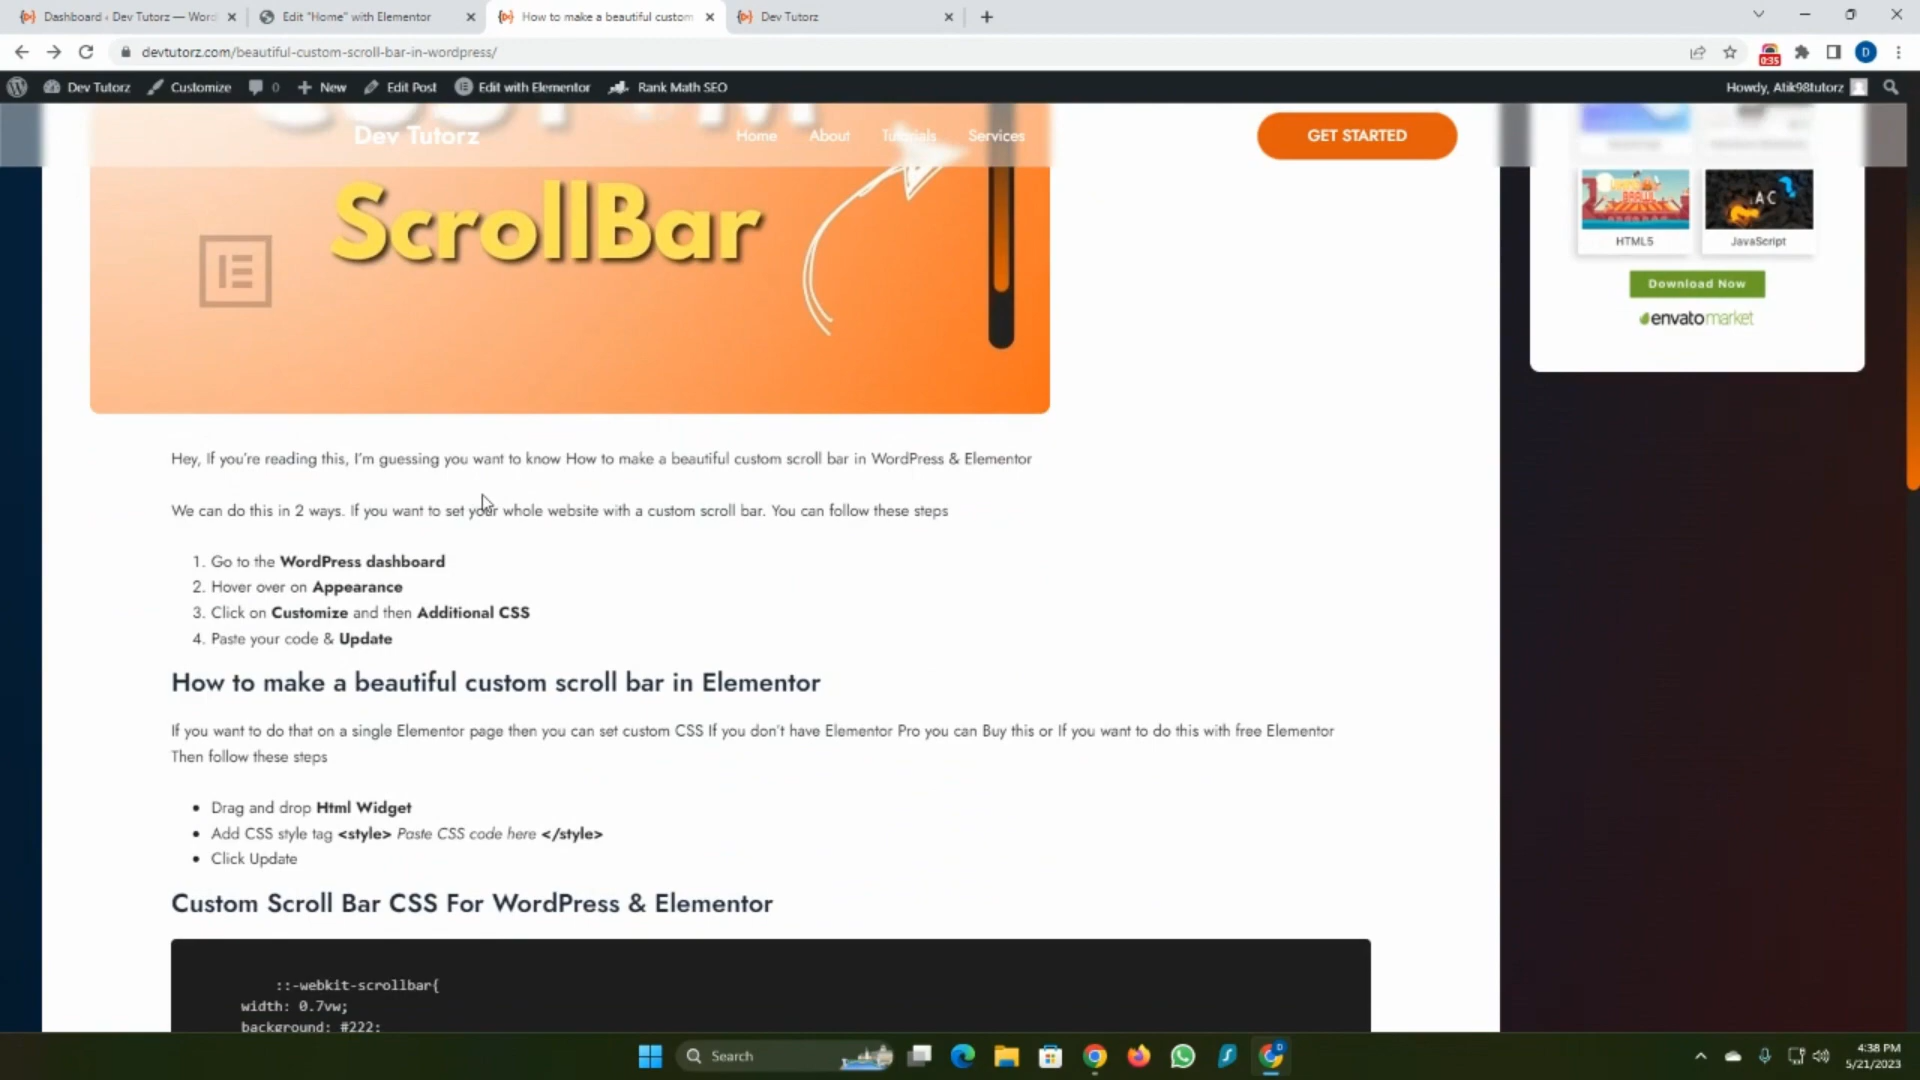 Dashboard ‹ Dev Tutorz — Wor
Edit "Home" with Elementor
How to make a beautiful custom
Dev Tutorz
devtutorz.com/beautiful-custom-scroll-bar-in-wordpress/
0:35
D
Dev Tutorz
Customize
0
New
Edit Post
Edit with Elementor
Rank Math SEO
Howdy, Atik98tutorz
Dev Tutorz
Home
About
Tutorials
Services
GET STARTED
ScrollBar
AC
HTML5
JavaScript
Download Now
envatomarket
Hey, If you're reading this, I'm guessing you want to know How to make a beautiful custom scroll bar in WordPress & Elementor
We can do this in 2 ways. If you want to set your whole website with a custom scroll bar. You can follow these steps
1. Go to the WordPress dashboard
2. Hover over on Appearance
3. Click on Customize and then Additional CSS
4. Paste your code & Update
How to make a beautiful custom scroll bar in Elementor
If you want to do that on a single Elementor page then you can set custom CSS If you don't have Elementor Pro you can Buy this or If you want to do this with free Elementor
Then follow these steps
• Drag and drop Html Widget
• Add CSS style tag <style> Paste CSS code here </style>
• Click Update
Custom Scroll Bar CSS For WordPress & Elementor
::-webkit-scrollbar{
width: 0.7vw;
background: #222;
Search
D
4:38 PM
5/21/2023